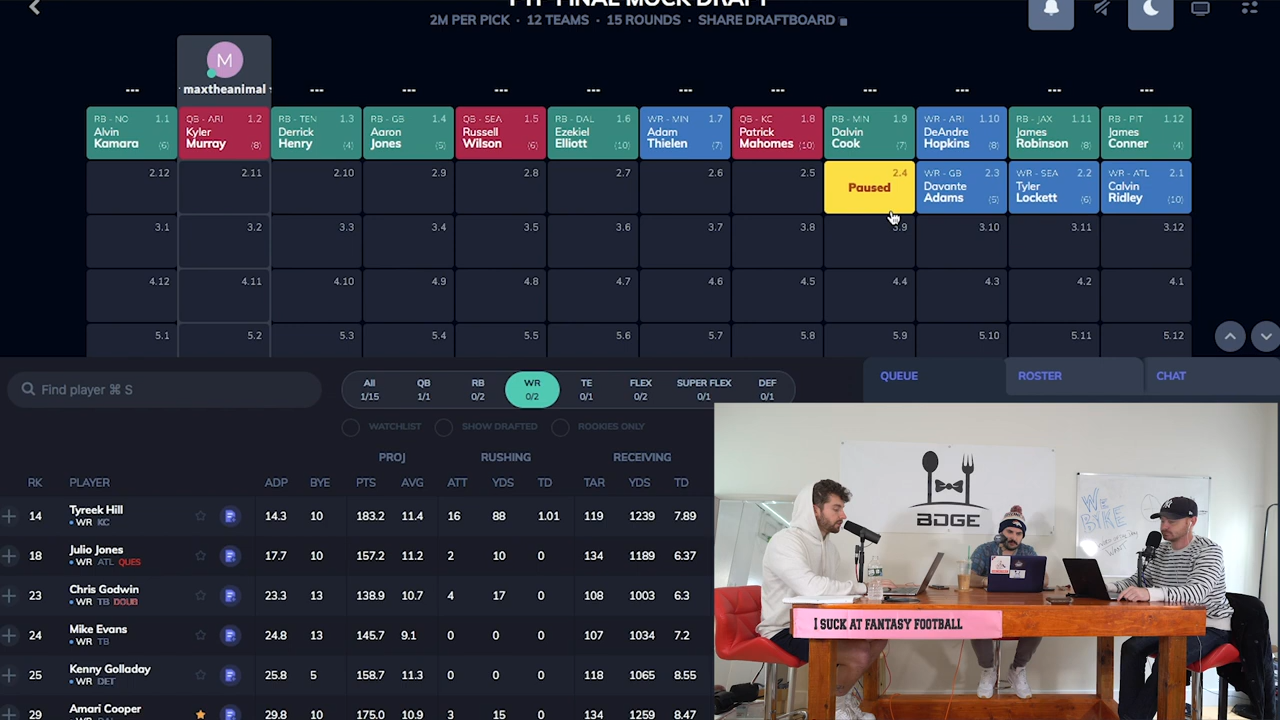 2M PER PICK · 12 TEAMS · 15 ROUNDS · SHARE DRAFTBOARD
M
maxtheanimal
--- --- --- --- --- --- --- --- --- --- ---
RB - NO 1.1 QB - ARI 1.2 RB - TEN 1.3 RB - GB 1.4 QB - SEA 1.5 RB - DAL 1.6 WR - MIN 1.7 QB - KC 1.8 RB - MIN 1.9 WR - ARI 1.10 RB - JAX 1.11 RB - PIT 1.12
Alvin Kyler Derrick Aaron Russell Ezekiel Adam Patrick Dalvin DeAndre James James
Kamara (6) Murray (8) Henry (4) Jones (5) Wilson (6) Elliott (10) Thielen (7) Mahomes (10) Cook (7) Hopkins (8) Robinson (8) Conner (4)
2.12 2.11 2.10 2.9 2.8 2.7 2.6 2.5 2.4 WR - GB 2.3 WR - SEA 2.2 WR - ATL 2.1
Paused Davante Tyler Calvin
Adams (5) Lockett (6) Ridley (10)
3.1 3.2 3.3 3.4 3.5 3.6 3.7 3.8 3.9 3.10 3.11 3.12
4.12 4.11 4.10 4.9 4.8 4.7 4.6 4.5 4.4 4.3 4.2 4.1
5.1 5.2 5.3 5.4 5.5 5.6 5.7 5.8 5.9 5.10 5.11 5.12
Find player ⌘ S
All QB RB WR TE FLEX SUPER FLEX DEF
1/15 1/1 0/2 0/2 0/1 0/2 0/1 0/1
QUEUE ROSTER CHAT
WATCHLIST SHOW DRAFTED ROOKIES ONLY
PROJ RUSHING RECEIVING
RK PLAYER ADP BYE PTS AVG ATT YDS TD TAR YDS TD
14 Tyreek Hill 14.3 10 183.2 11.4 16 88 1.01 119 1239 7.89
WR KC
18 Julio Jones 17.7 10 157.2 11.2 2 10 0 134 1189 6.37
WR ATL QUES
23 Chris Godwin 23.3 13 139.9 10.7 4 17 0 108 1003 6.3
WR TB DOUB
24 Mike Evans 24.8 13 145.7 9.1 0 0 0 107 1034 7.2
WR TB
25 Kenny Golladay 25.8 5 158.7 11.3 0 0 0 118 1065 8.55
WR DET
29 Amari Cooper 29.8 10 175.0 10.9 3 15 0 134 1259 8.47
BDGE
I SUCK AT FANTASY FOOTBALL